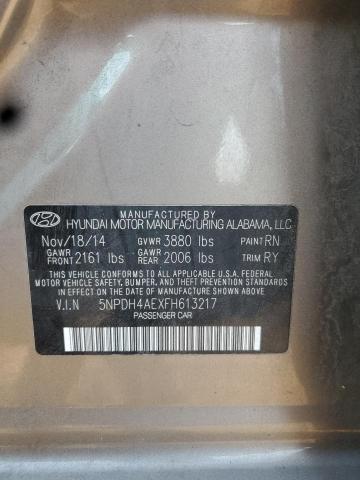 MANUFACTURED BY
HYUNDAI MOTOR MANUFACTURING ALABAMA, LLC
Nov/18/14 GVWR 3880 lbs PAINT RN
GAWR FRONT 2161 lbs GAWR REAR 2006 lbs TRIM RY
THIS VEHICLE CONFORMS TO ALL APPLICABLE U.S.A. FEDERAL
MOTOR VEHICLE SAFETY, BUMPER, AND THEFT PREVENTION STANDARDS
IN EFFECT ON THE DATE OF MANUFACTURE SHOWN ABOVE.
V.I.N 5NPDH4AEXFH613217
PASSENGER CAR